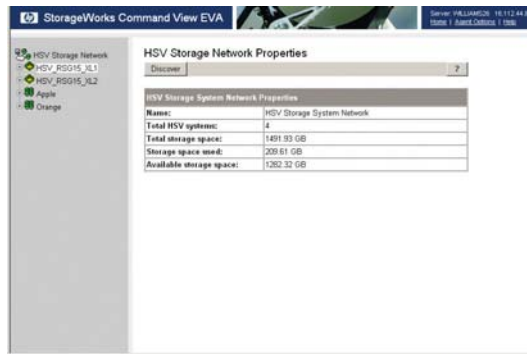 hp StorageWorks Command View EVA
Home | Agent Options | Help
HSV Storage Network
HSV_RSG15_XL1
HSV_RSG15_XL2
Apple
Orange
HSV Storage Network Properties
Discover ?
HSV Storage System Network Properties
Name: HSV Storage System Network
Total HSV systems: 4
Total storage space: 1491.93 GB
Storage space used: 209.61 GB
Available storage space: 1282.32 GB